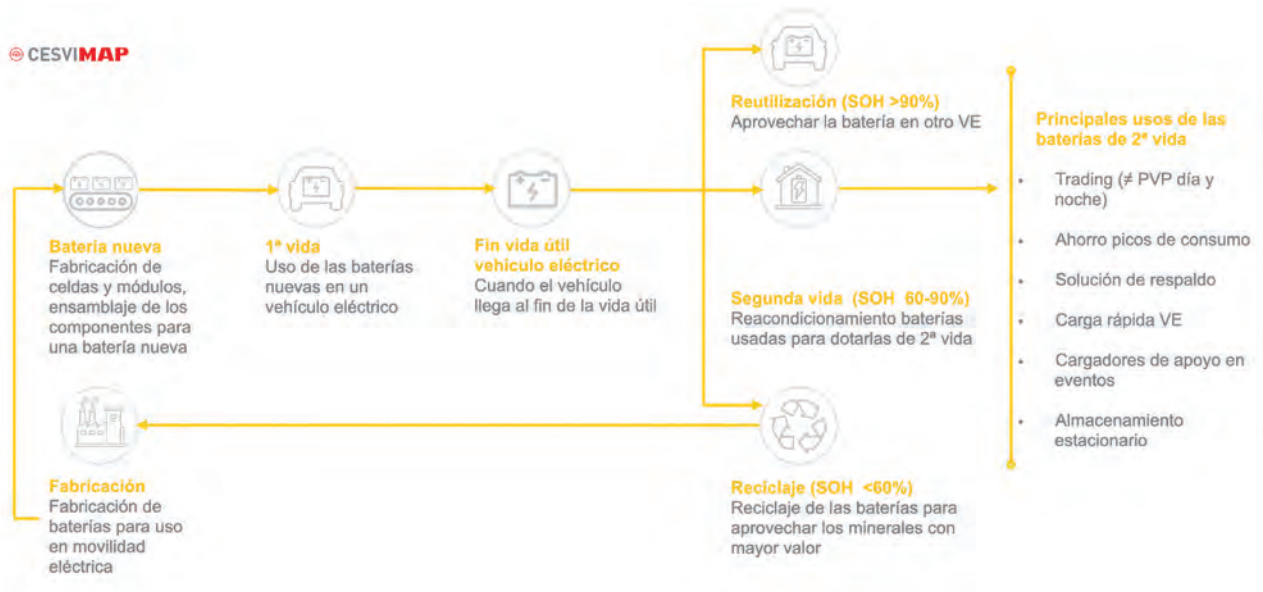 CESVIMAP
Reutilización (SOH >90%)
Aprovechar la batería en otro VE
Batería nueva
Fabricación de
celdas y módulos,
ensamblaje de los
componentes para
una batería nueva
1ª vida
Uso de las baterías
nuevas en un
vehículo eléctrico
Fin vida útil
vehículo eléctrico
Cuando el vehículo
llega al fin de la vida útil
Segunda vida (SOH 60-90%)
Reacondicionamiento baterías
usadas para dotarlas de 2ª vida
Fabricación
Fabricación de
baterías para uso
en movilidad
eléctrica
Reciclaje (SOH <60%)
Reciclaje de las baterías para
aprovechar los minerales con
mayor valor
Principales usos de las
baterías de 2ª vida
• Trading (≠ PVP día y
noche)
• Ahorro picos de consumo
• Solución de respaldo
• Carga rápida VE
• Cargadores de apoyo en
eventos
• Almacenamiento
estacionario